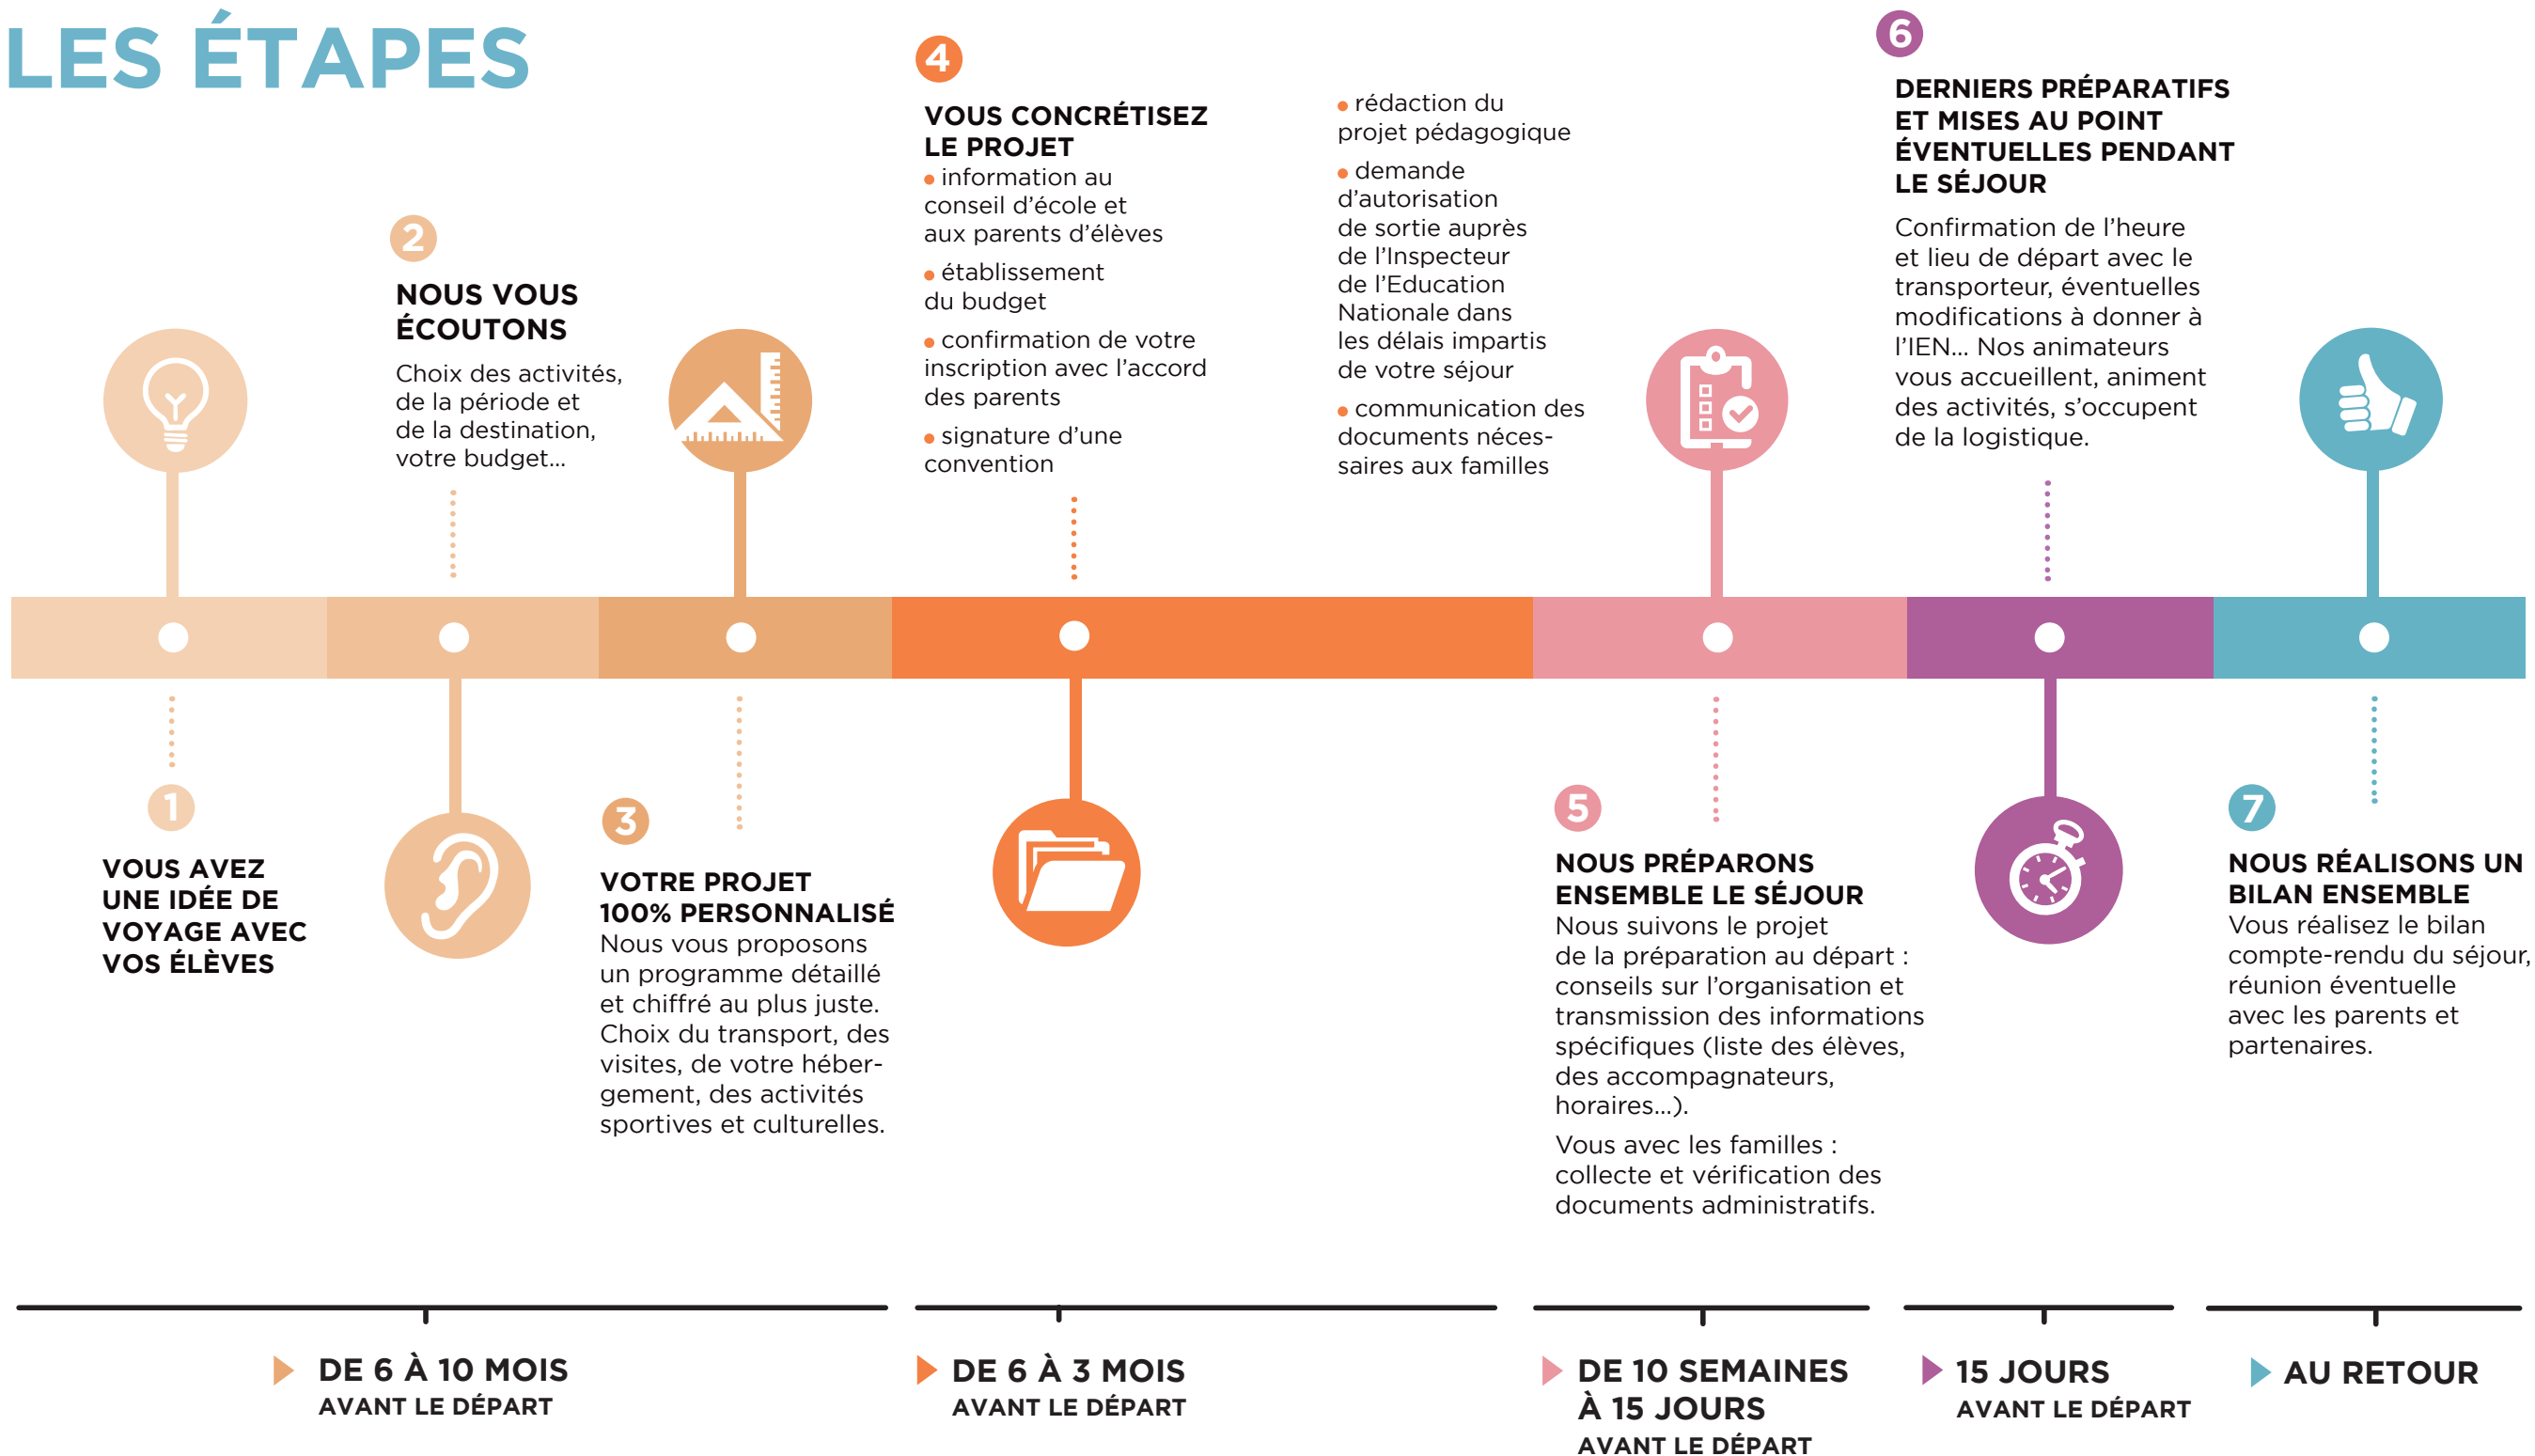 LES ÉTAPES
1
VOUS AVEZ
UNE IDÉE DE
VOYAGE AVEC
VOS ÉLÈVES
2
NOUS VOUS
ÉCOUTONS
Choix des activités,
de la période et
de la destination,
votre budget...
3
VOTRE PROJET
100% PERSONNALISÉ
Nous vous proposons
un programme détaillé
et chiffré au plus juste.
Choix du transport, des
visites, de votre héber-
gement, des activités
sportives et culturelles.
4
VOUS CONCRÉTISEZ
LE PROJET
• information au
conseil d’école et
aux parents d’élèves
• établissement
du budget
• confirmation de votre
inscription avec l’accord
des parents
• signature d’une
convention
• rédaction du
projet pédagogique
• demande
d’autorisation
de sortie auprès
de l’Inspecteur
de l’Education
Nationale dans
les délais impartis
de votre séjour
• communication des
documents néces-
saires aux familles
5
NOUS PRÉPARONS
ENSEMBLE LE SÉJOUR
Nous suivons le projet
de la préparation au départ :
conseils sur l’organisation et
transmission des informations
spécifiques (liste des élèves,
des accompagnateurs,
horaires...).
Vous avec les familles :
collecte et vérification des
documents administratifs.
6
DERNIERS PRÉPARATIFS
ET MISES AU POINT
ÉVENTUELLES PENDANT
LE SÉJOUR
Confirmation de l’heure
et lieu de départ avec le
transporteur, éventuelles
modifications à donner à
l’IEN... Nos animateurs
vous accueillent, animent
des activités, s’occupent
de la logistique.
7
NOUS RÉALISONS UN
BILAN ENSEMBLE
Vous réalisez le bilan
compte-rendu du séjour,
réunion éventuelle
avec les parents et
partenaires.
DE 6 À 10 MOIS
AVANT LE DÉPART
DE 6 À 3 MOIS
AVANT LE DÉPART
DE 10 SEMAINES
À 15 JOURS
AVANT LE DÉPART
15 JOURS
AVANT LE DÉPART
AU RETOUR